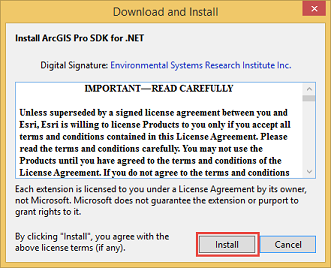 Download and Install
Install ArcGIS Pro SDK for .NET
Digital Signature: Environmental Systems Research Institute Inc.
IMPORTANT—READ CAREFULLY
Unless superseded by a signed license agreement between you and
Esri, Esri is willing to license Products to you only if you accept all
terms and conditions contained in this License Agreement. Please
read the terms and conditions carefully. You may not use the
Products until you have agreed to the terms and conditions of the
License Agreement. If you do not agree to the terms and conditions
Each extension is licensed to you under a License Agreement by its owner,
not Microsoft. Microsoft does not guarantee the extension or purport to
grant rights to it.
By clicking "Install", you agree with the
above license terms (if any).
Install
Cancel